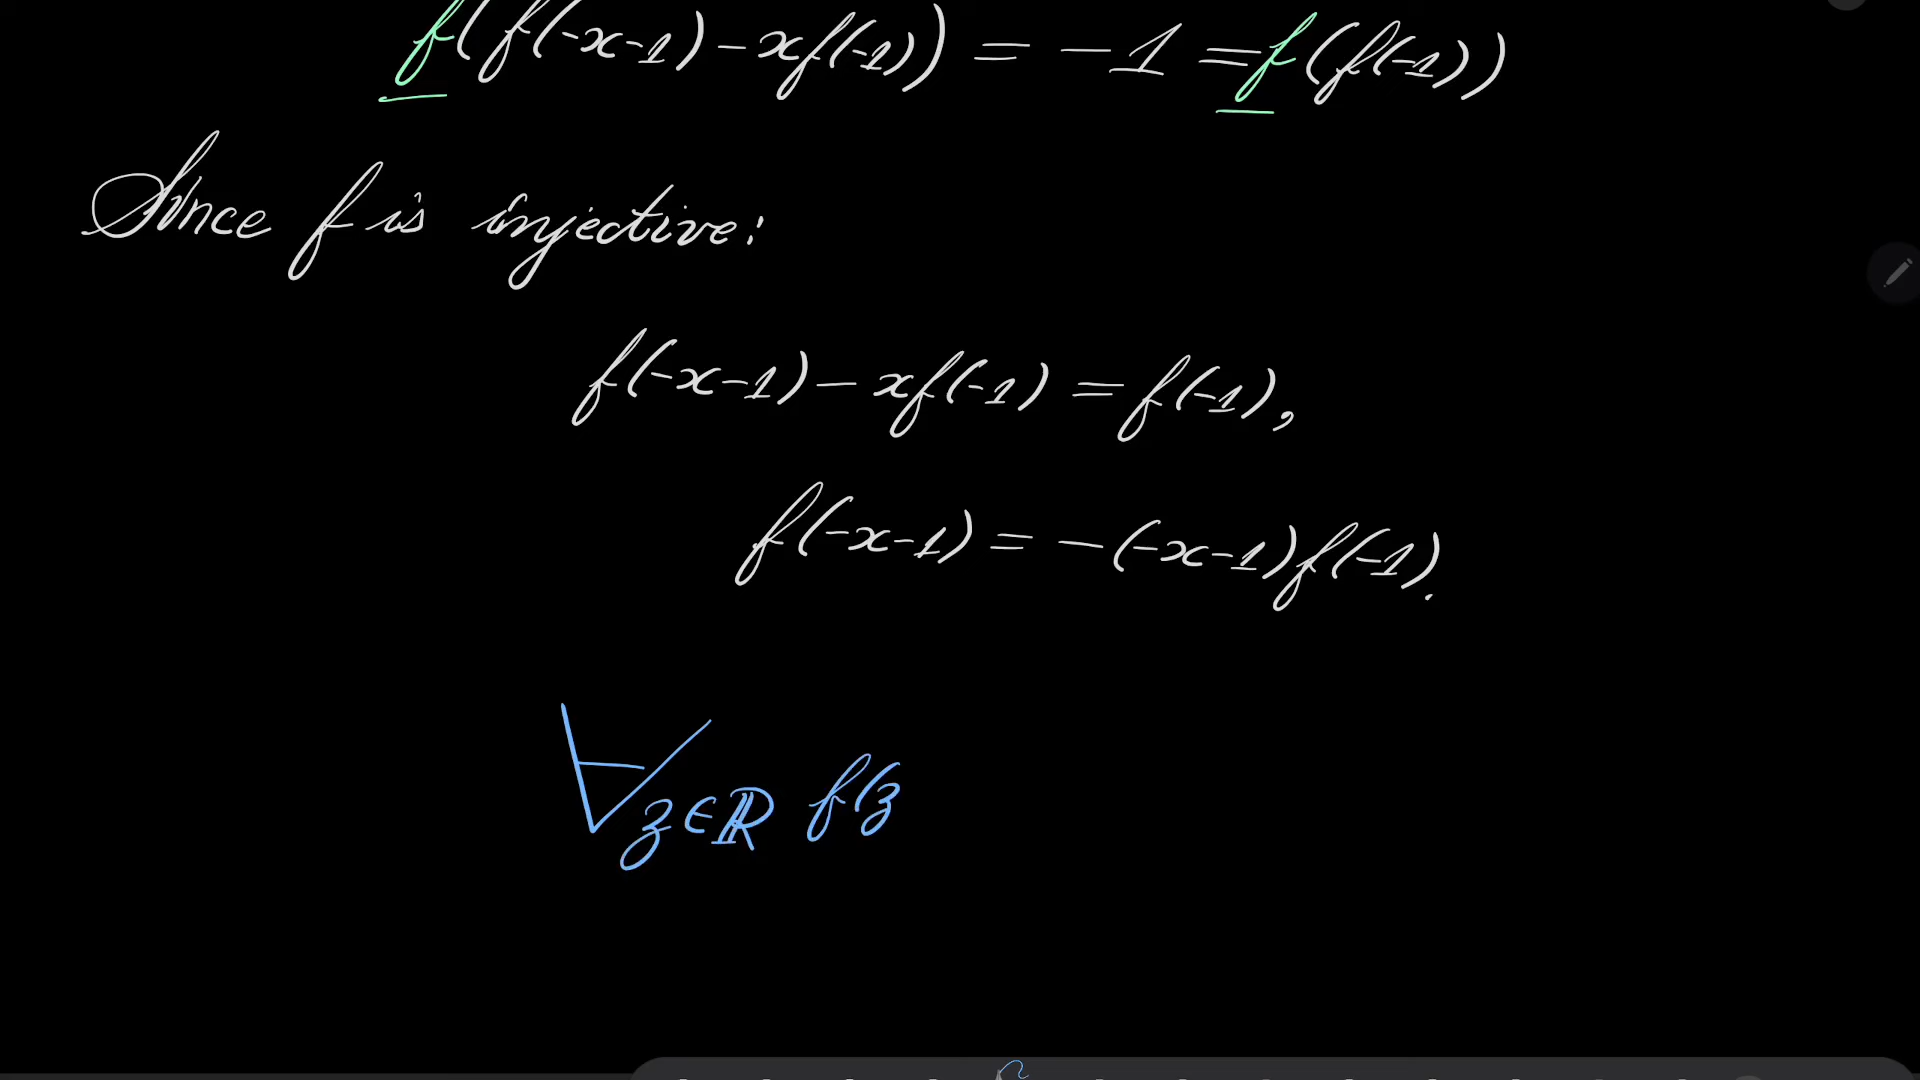 f(f(-x-1)-xf(-1)) = -1 = f(f(-1))
Since f is injective:
f(-x-1)-xf(-1) = f(-1),
f(-x-1) = -(-x-1)f(-1).
∀z∈ℝ f(z